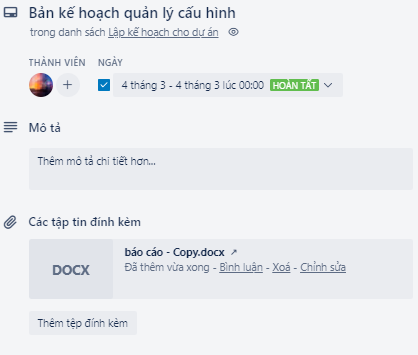 Bản kế hoạch quản lý cấu hình
trong danh sách Lập kế hoạch cho dự án
THÀNH VIÊN NGÀY
4 tháng 3 - 4 tháng 3 lúc 00:00 HOÀN TẤT
Mô tả
Thêm mô tả chi tiết hơn...
Các tập tin đính kèm
DOCX
báo cáo - Copy.docx ↗
Đã thêm vừa xong - Bình luận - Xoá - Chỉnh sửa
Thêm tệp đính kèm